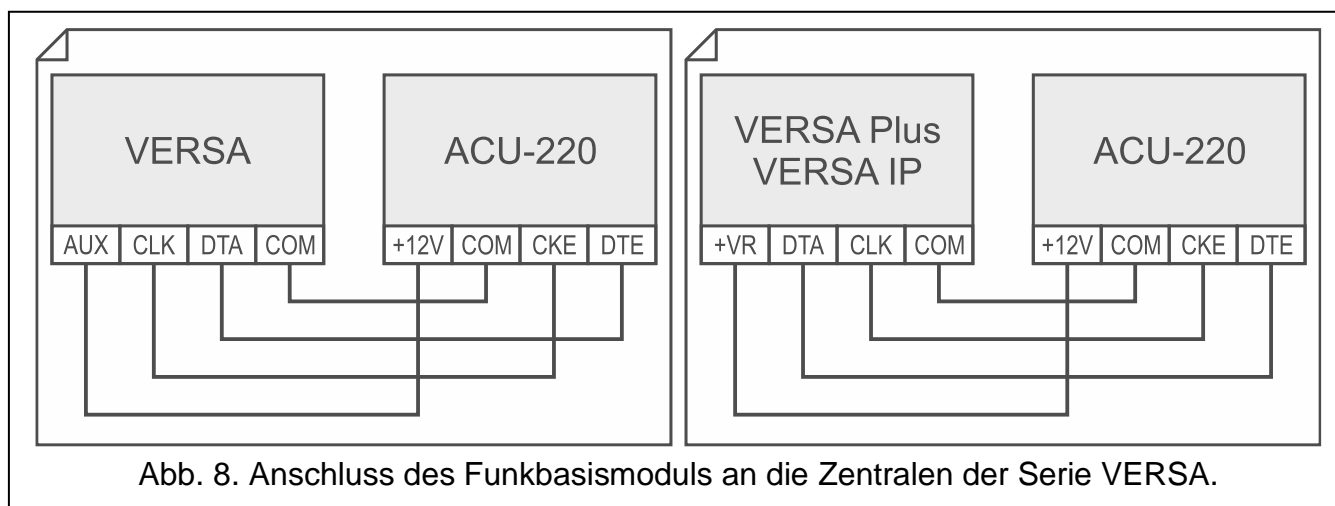 VERSA
ACU-220
AUX CLK DTA COM
+12V COM CKE DTE
VERSA Plus
VERSA IP
ACU-220
+VR DTA CLK COM
+12V COM CKE DTE
Abb. 8. Anschluss des Funkbasismoduls an die Zentralen der Serie VERSA.